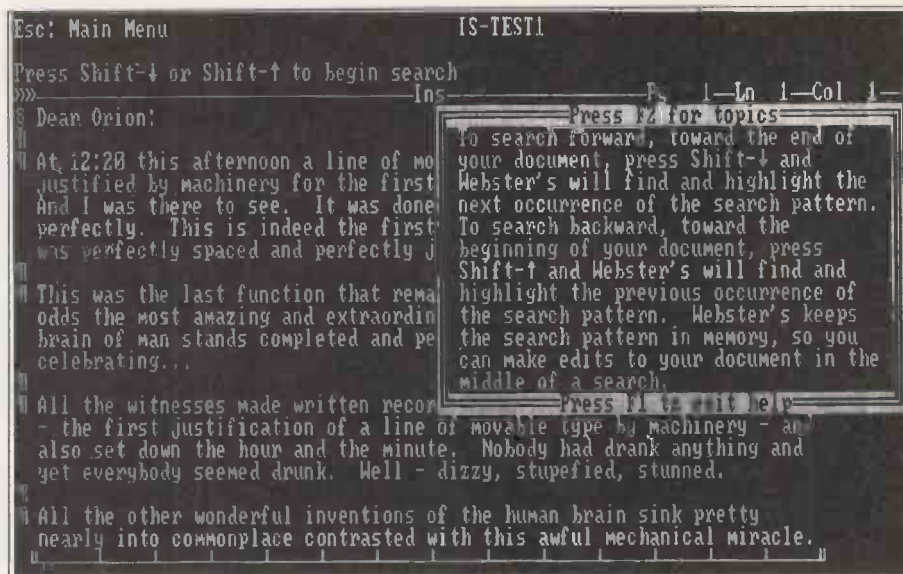 Esc: Main Menu IS-TEST1
Press Shift-↓ or Shift-↑ to begin search
Ins Pg 1—Ln 1—Col 1
Dear Orion:
At 12:20 this afternoon a line of mo
justified by machinery for the first
And I was there to see. It was done
perfectly. This is indeed the first
was perfectly spaced and perfectly j
This was the last function that rema
odds the most amazing and extraordin
brain of man stands completed and pe
celebrating...
All the witnesses made written recor
- the first justification of a line of movable type by machinery - an
also set down the hour and the minute. Nobody had drank anything and
yet everybody seemed drunk. Well - dizzy, stupefied, stunned.
All the other wonderful inventions of the human brain sink pretty
nearly into commonplace contrasted with this awful mechanical miracle.
Press F2 for topics
To search forward, toward the end of
your document, press Shift-↓ and
Webster's will find and highlight the
next occurrence of the search pattern.
To search backward, toward the
beginning of your document, press
Shift-↑ and Webster's will find and
highlight the previous occurrence of
the search pattern. Webster's keeps
the search pattern in memory, so you
can make edits to your document in the
middle of a search.
Press F1 to exit help